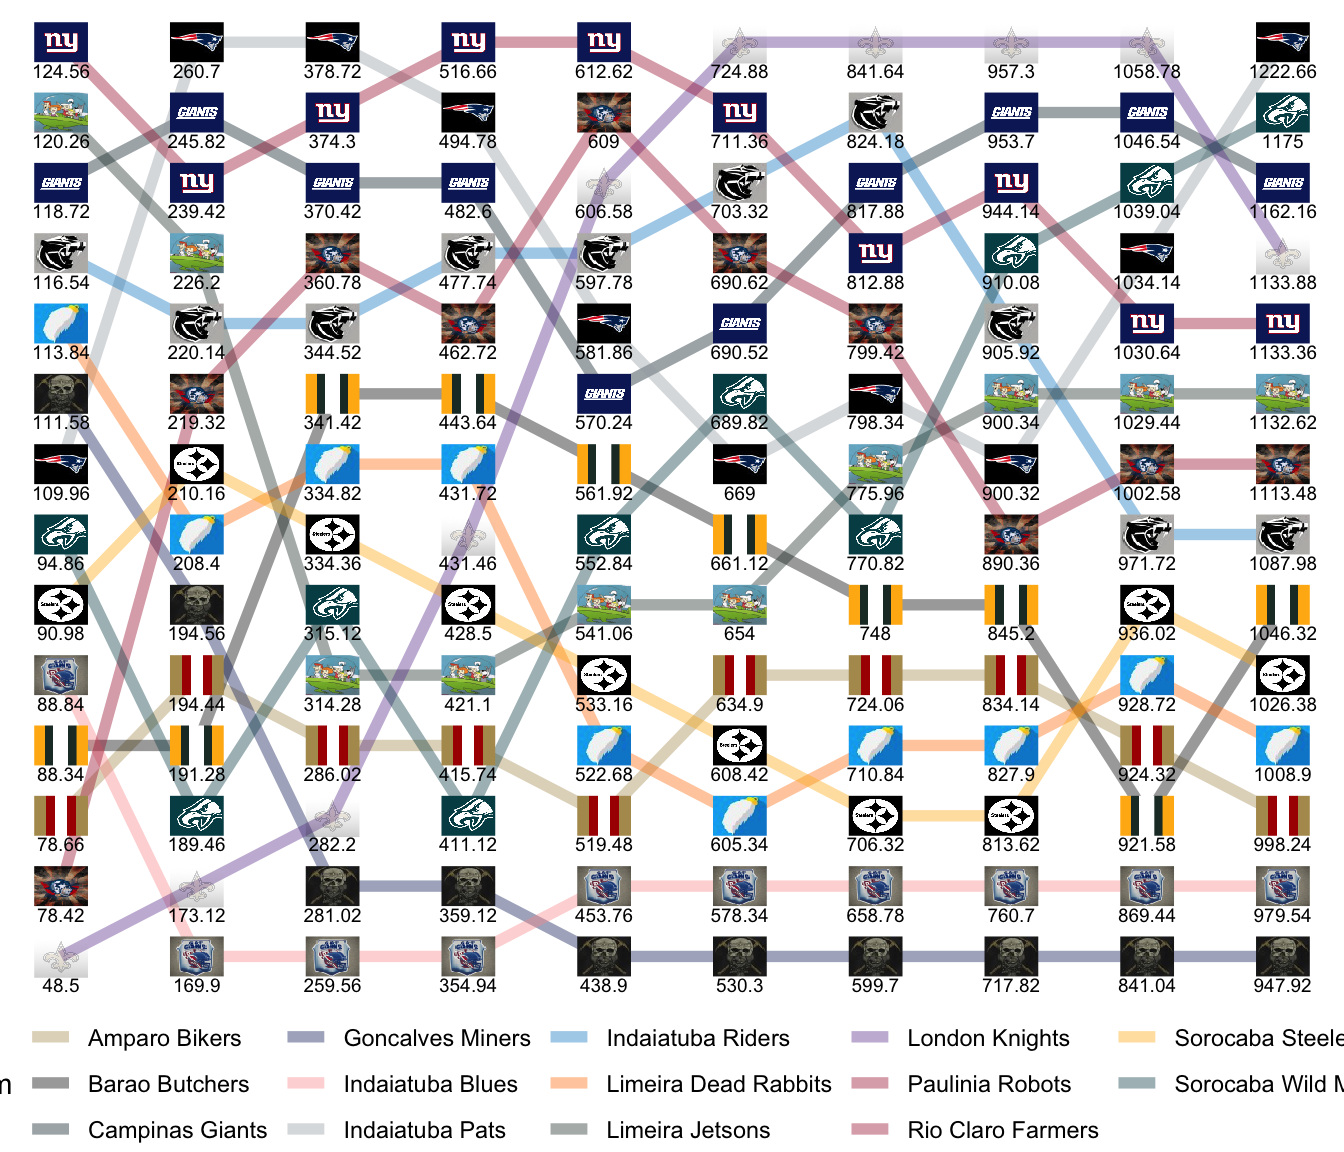 124.56 260.7 378.72 516.66 612.62 724.88 841.64 957.3 1058.78 1222.66
120.26 245.82 374.3 494.78 609 711.36 824.18 953.7 1046.54 1175
118.72 239.42 370.42 482.6 606.58 703.32 817.88 944.14 1039.04 1162.16
116.54 226.2 360.78 477.74 597.78 690.62 812.88 910.08 1034.14 1133.88
113.84 220.14 344.52 462.72 581.86 690.52 799.42 905.92 1030.64 1133.36
111.58 219.32 341.42 443.64 570.24 689.82 798.34 900.34 1029.44 1132.62
109.96 210.16 334.82 431.72 561.92 669 775.96 900.32 1002.58 1113.48
94.86 208.4 334.36 431.46 552.84 661.12 770.82 890.36 971.72 1087.98
90.98 194.56 315.12 428.5 541.06 654 748 845.2 936.02 1046.32
88.84 194.44 314.28 421.1 533.16 634.9 724.06 834.14 928.72 1026.38
88.34 191.28 286.02 415.74 522.68 608.42 710.84 827.9 924.32 1008.9
78.66 189.46 282.2 411.12 519.48 605.34 706.32 813.62 921.58 998.24
78.42 173.12 281.02 359.12 453.76 578.34 658.78 760.7 869.44 979.54
48.5 169.9 259.56 354.94 438.9 530.3 599.7 717.82 841.04 947.92
Amparo Bikers Goncalves Miners Indaiatuba Riders London Knights Sorocaba Steele
m Barao Butchers Indaiatuba Blues Limeira Dead Rabbits Paulinia Robots Sorocaba Wild M
Campinas Giants Indaiatuba Pats Limeira Jetsons Rio Claro Farmers